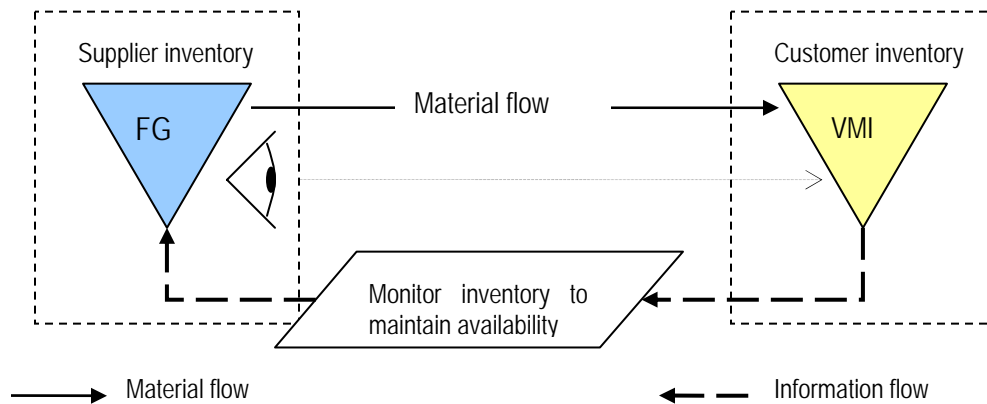 Supplier inventory
Customer inventory
FG
Material flow
VMI
Monitor inventory to
maintain availability
Material flow
Information flow